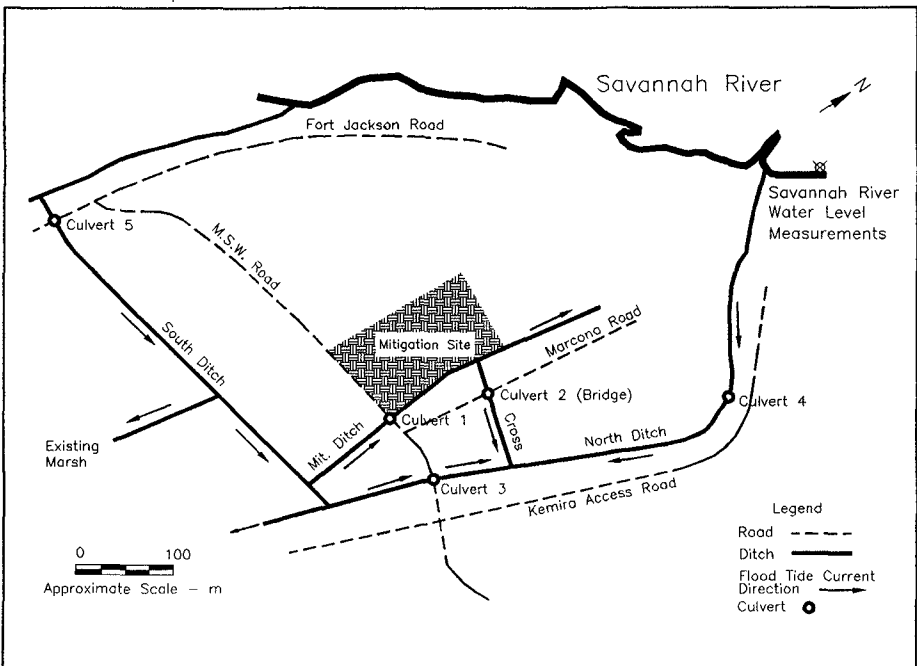 Savannah River
N
Fort Jackson Road
Savannah River
Water Level
Measurements
Culvert 5
M.S.W. Road
South Ditch
Mitigation Site
Marcona Road
Culvert 2 (Bridge)
Culvert 4
Culvert 1
Existing
Marsh
Mit. Ditch
Cross
North Ditch
Culvert 3
Kemira Access Road
Legend
Road
Ditch
Flood Tide Current
Direction
Culvert
0 100
Approximate Scale - m